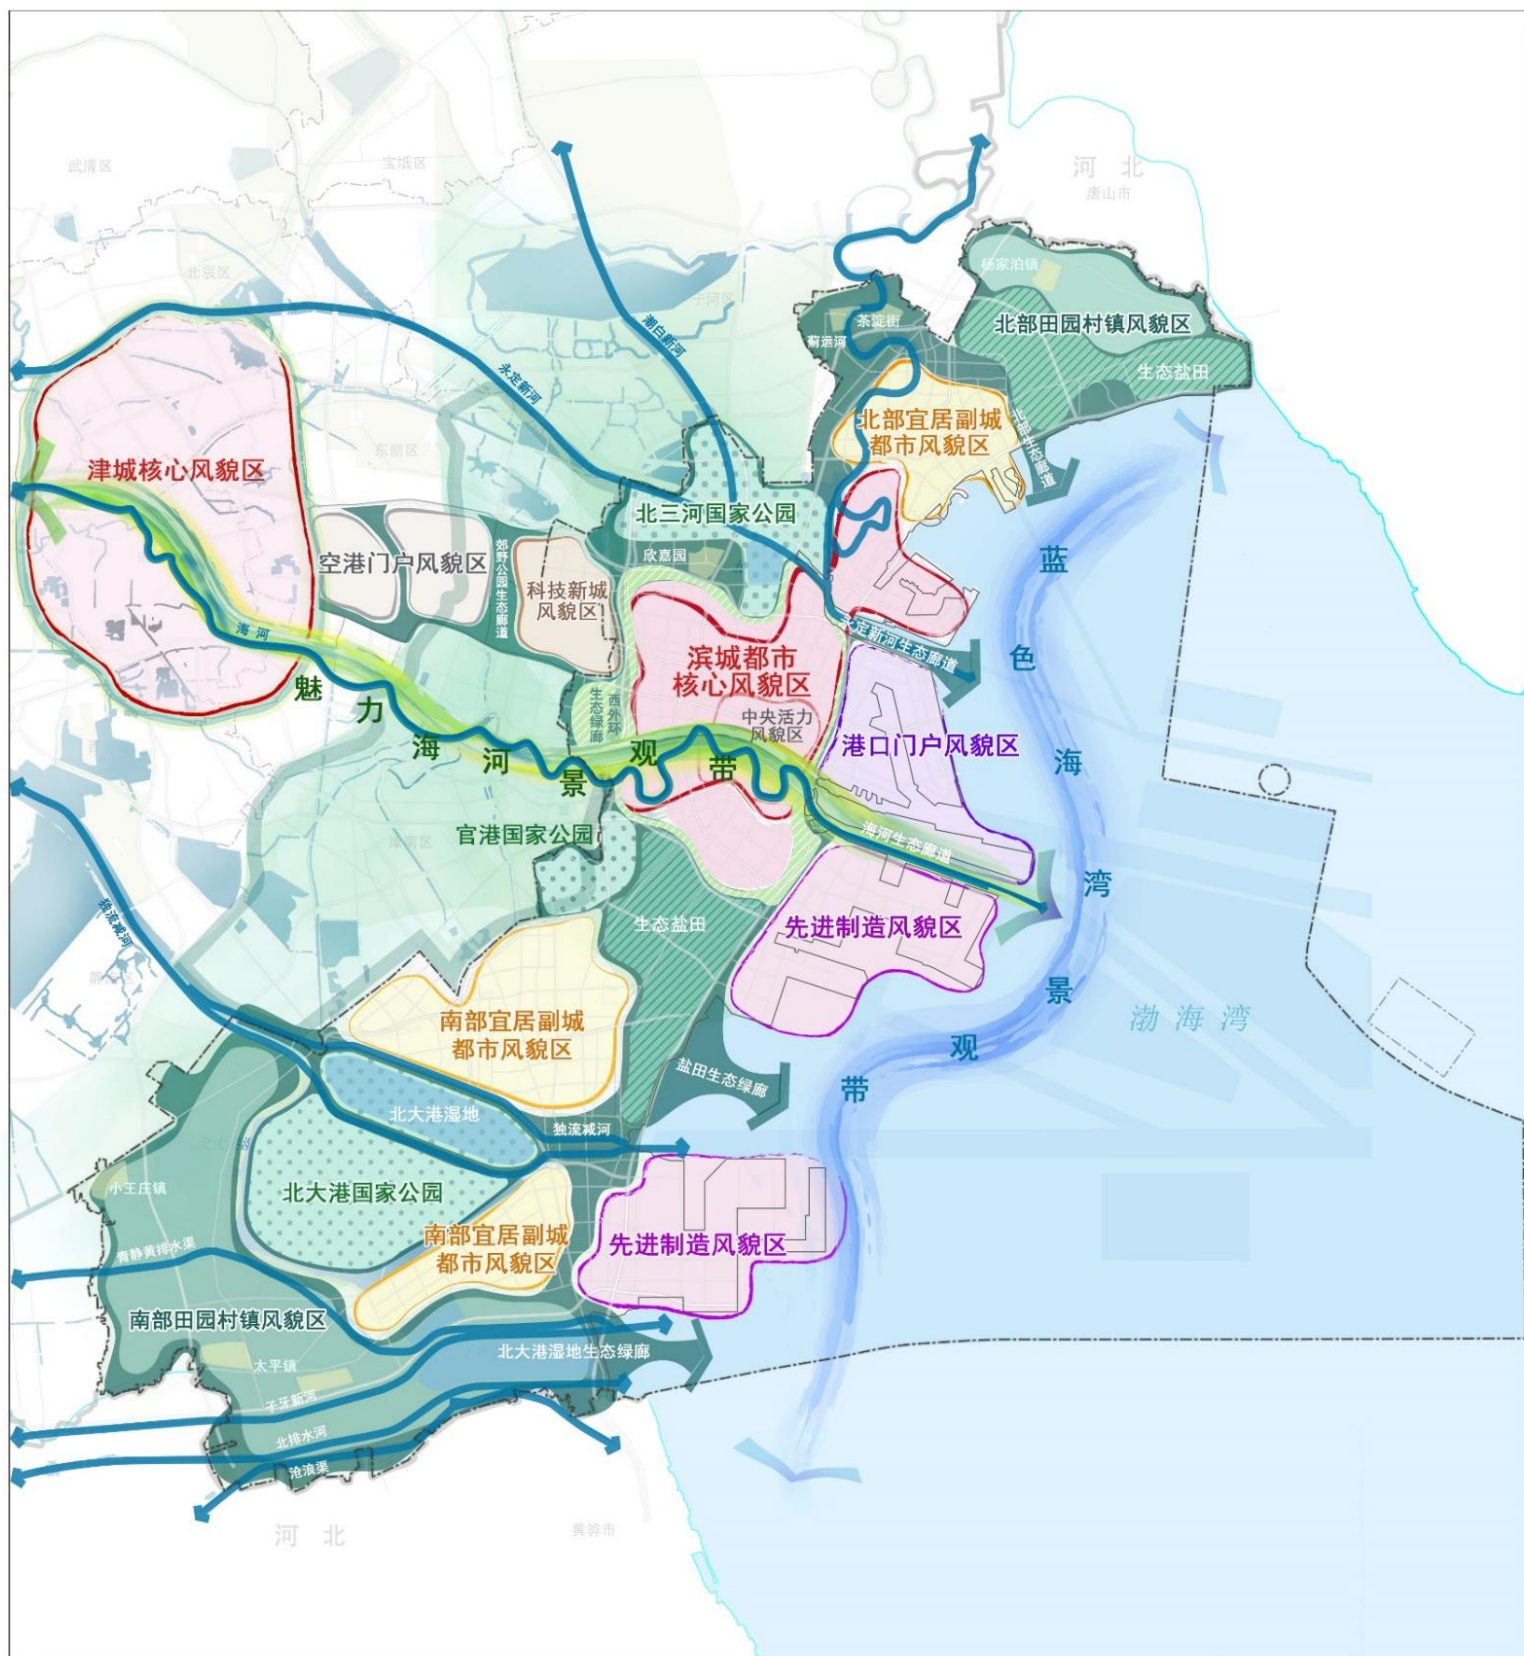 武清区
宝坻区
河 北
唐山市
北辰区
宁河区
杨家泊镇
茶淀街
蓟运河
北部田园村镇风貌区
生态盐田
潮白新河
永定新河
北部宜居副城
都市风貌区
北部生态廊道
东丽区
津城核心风貌区
北三河国家公园
空港门户风貌区
郊野公园生态廊道
欣嘉园
科技新城
风貌区
海河
永定新河生态廊道
滨城都市
核心风貌区
中央活力
风貌区
西外环
生态绿廊
港口门户风貌区
魅力海河景观带
蓝色海湾景观带
官港国家公园
津南区
海河生态廊道
独流减河
生态盐田
先进制造风貌区
渤海湾
南部宜居副城
都市风貌区
盐田生态绿廊
北大港湿地
独流减河
小王庄镇
北大港国家公园
南部宜居副城
都市风貌区
先进制造风貌区
青静黄排水渠
南部田园村镇风貌区
太平镇
北大港湿地生态绿廊
子牙新河
北排水河
沧浪渠
河 北
黄骅市